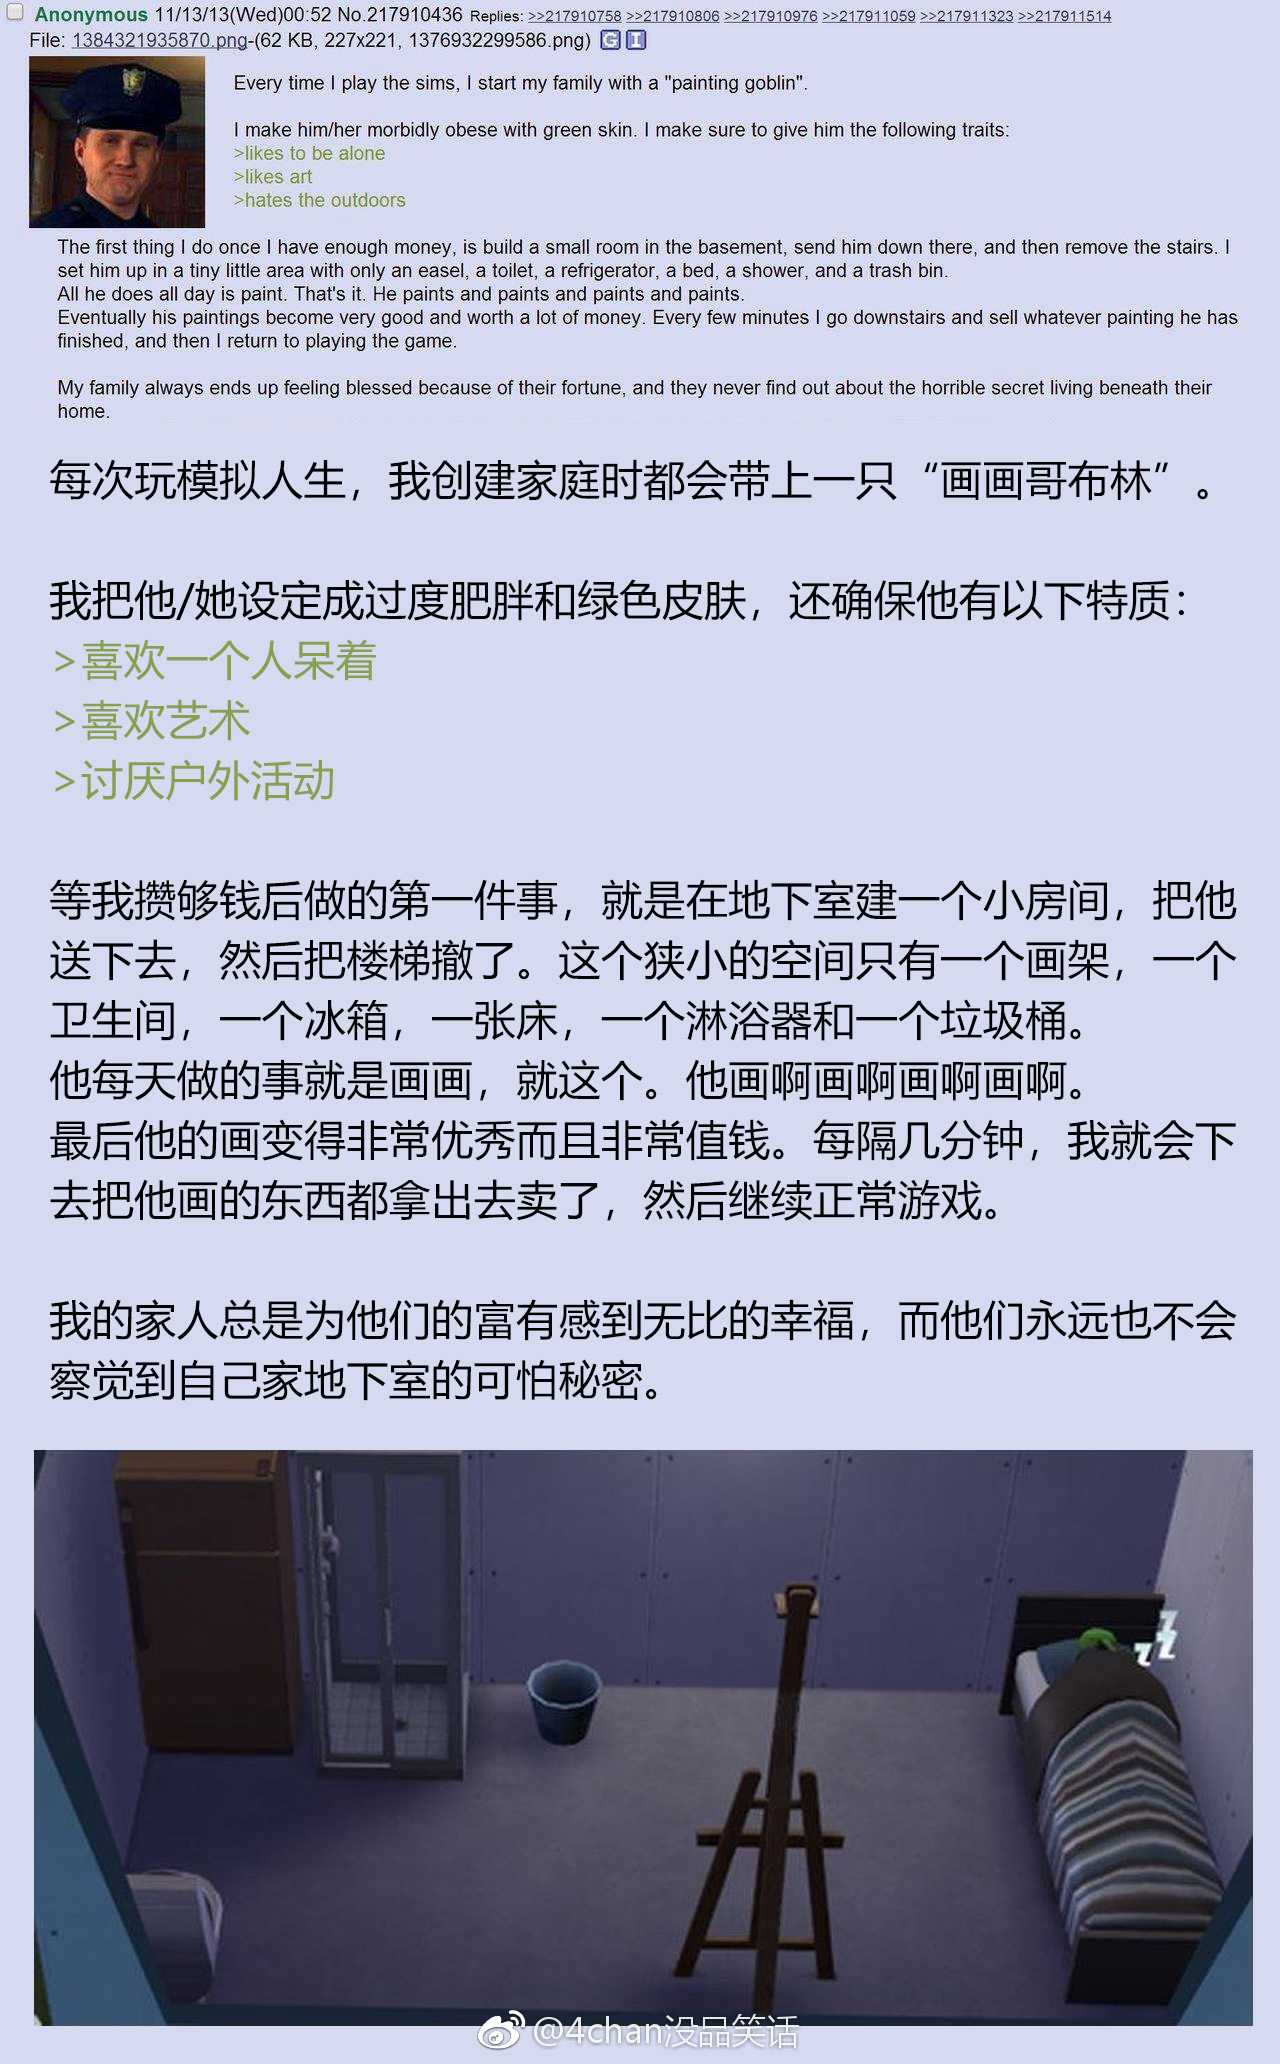 Anonymous 11/13/13(Wed)00:52 No.217910436 Replies: >>217910758 >>217910806 >>217910976 >>217911059 >>217911323 >>217911514
File: 1384321935870.png-(62 KB, 227x221, 1376932299586.png) G I
Every time I play the sims, I start my family with a "painting goblin".
I make him/her morbidly obese with green skin. I make sure to give him the following traits:
>likes to be alone
>likes art
>hates the outdoors
The first thing I do once I have enough money, is build a small room in the basement, send him down there, and then remove the stairs. I
set him up in a tiny little area with only an easel, a toilet, a refrigerator, a bed, a shower, and a trash bin.
All he does all day is paint. That's it. He paints and paints and paints and paints.
Eventually his paintings become very good and worth a lot of money. Every few minutes I go downstairs and sell whatever painting he has
finished, and then I return to playing the game.
My family always ends up feeling blessed because of their fortune, and they never find out about the horrible secret living beneath their
home.
每次玩模拟人生，我创建家庭时都会带上一只“画画哥布林”。
我把他/她设定成过度肥胖和绿色皮肤，还确保他有以下特质：
>喜欢一个人呆着
>喜欢艺术
>讨厌户外活动
等我攒够钱后做的第一件事，就是在地下室建一个小房间，把他
送下去，然后把楼梯撤了。这个狭小的空间只有一个画架，一个
卫生间，一个冰箱，一张床，一个淋浴器和一个垃圾桶。
他每天做的事就是画画，就这个。他画啊画啊画啊画啊。
最后他的画变得非常优秀而且非常值钱。每隔几分钟，我就会下
去把他画的东西都拿出去卖了，然后继续正常游戏。
我的家人总是为他们的富有感到无比的幸福，而他们永远也不会
察觉到自己家地下室的可怕秘密。
z z z
@4chan没品笑话